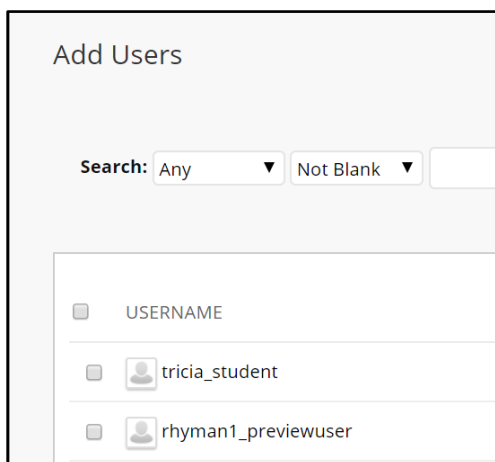 Add Users
Search: Any Not Blank
USERNAME
tricia_student
rhyman1_previewuser